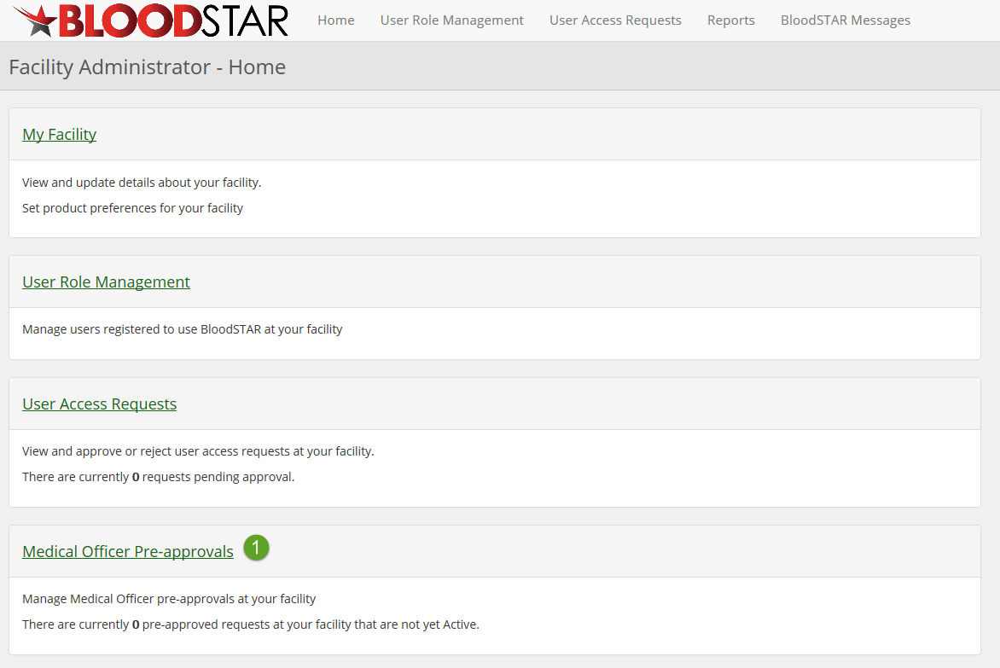 BLOODSTAR Home User Role Management User Access Requests Reports BloodSTAR Messages
Facility Administrator - Home
My Facility
View and update details about your facility.
Set product preferences for your facility
User Role Management
Manage users registered to use BloodSTAR at your facility
User Access Requests
View and approve or reject user access requests at your facility.
There are currently 0 requests pending approval.
Medical Officer Pre-approvals 1
Manage Medical Officer pre-approvals at your facility
There are currently 0 pre-approved requests at your facility that are not yet Active.